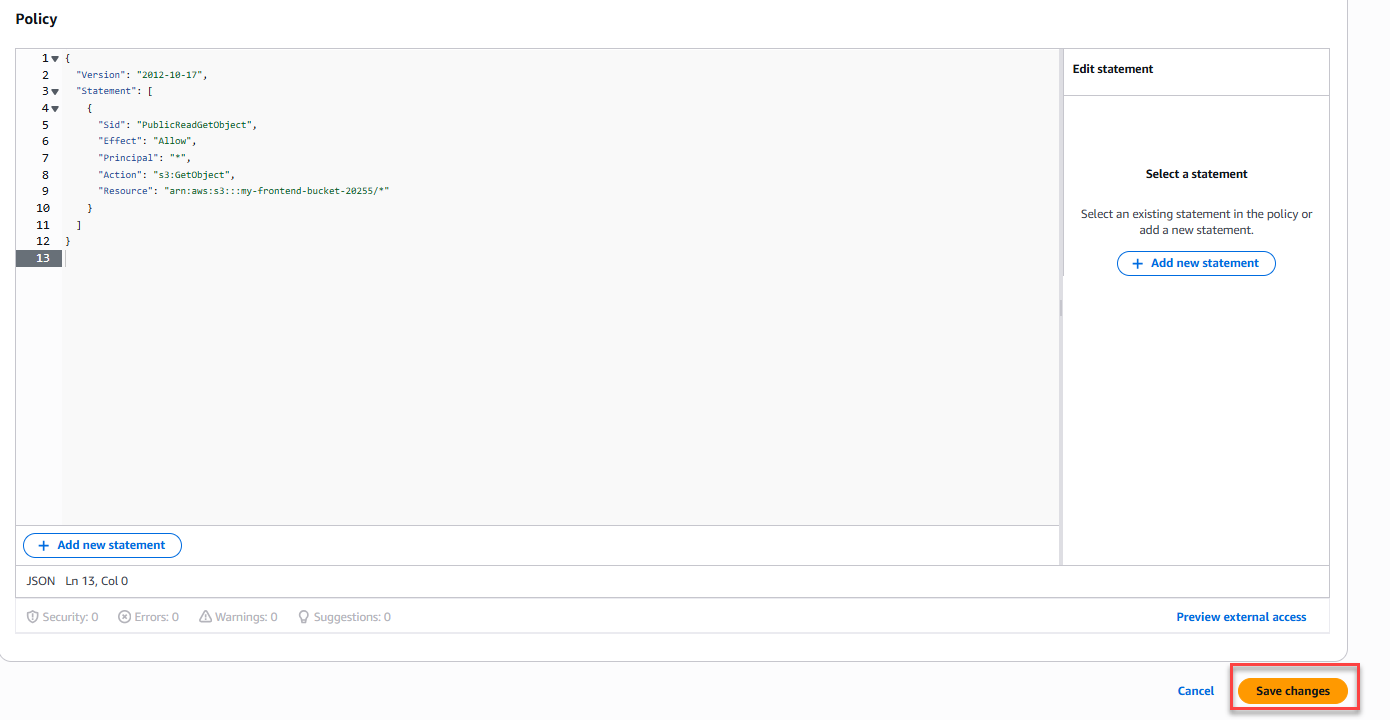 Policy
1 {
2 "Version": "2012-10-17",
3 "Statement": [
4 {
5 "Sid": "PublicReadGetObject",
6 "Effect": "Allow",
7 "Principal": "*",
8 "Action": "s3:GetObject",
9 "Resource": "arn:aws:s3:::my-frontend-bucket-20255/*"
10 }
11 ]
12 }
13
Edit statement
Select a statement
Select an existing statement in the policy or
add a new statement.
+ Add new statement
+ Add new statement
JSON Ln 13, Col 0
Security: 0 Errors: 0 Warnings: 0 Suggestions: 0
Preview external access
Cancel Save changes